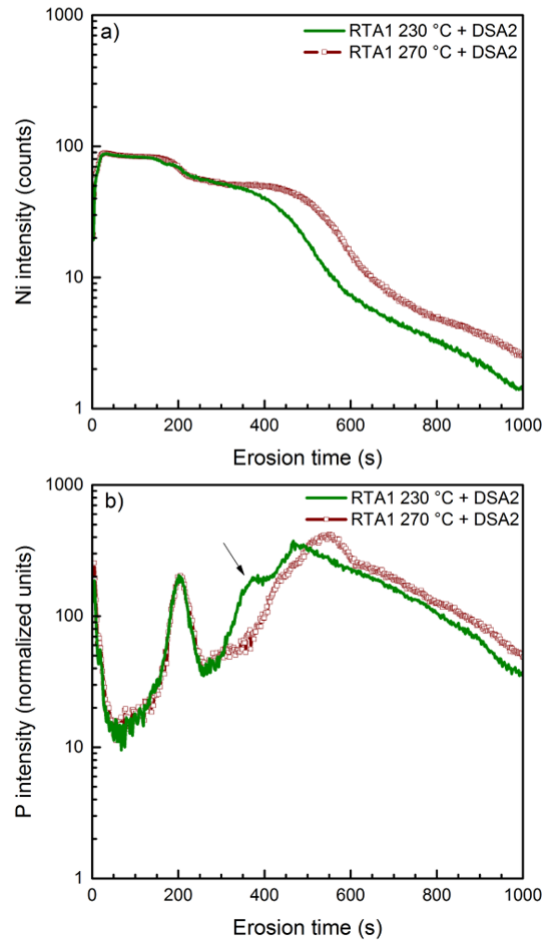 1000
a)
RTA1 230 °C + DSA2
RTA1 270 °C + DSA2
100
10
1
Ni intensity (counts)
0 200 400 600 800 1000
Erosion time (s)
1000
b)
RTA1 230 °C + DSA2
RTA1 270 °C + DSA2
100
10
1
P intensity (normalized units)
0 200 400 600 800 1000
Erosion time (s)